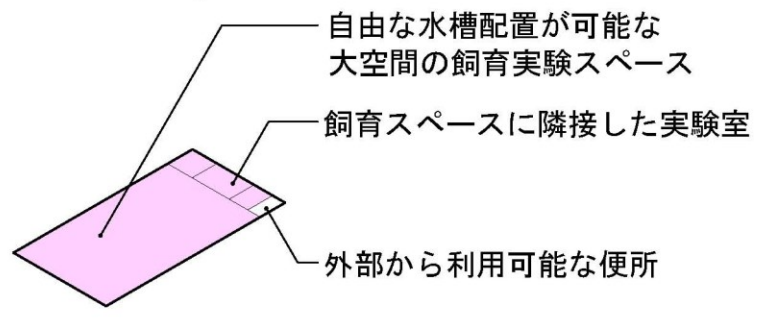 自由な水槽配置が可能な
大空間の飼育実験スペース
飼育スペースに隣接した実験室
外部から利用可能な便所